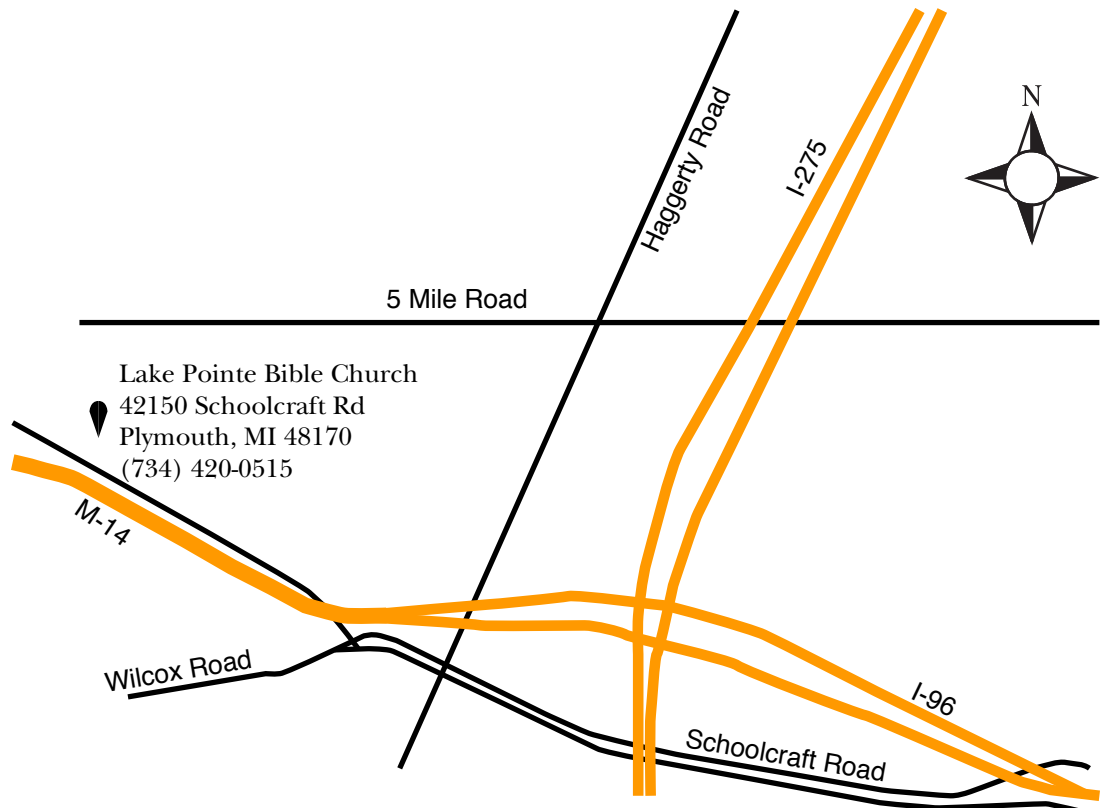 N
Haggerty Road
I-275
5 Mile Road
Lake Pointe Bible Church
42150 Schoolcraft Rd
Plymouth, MI 48170
(734) 420-0515
M-14
Wilcox Road
I-96
Schoolcraft Road